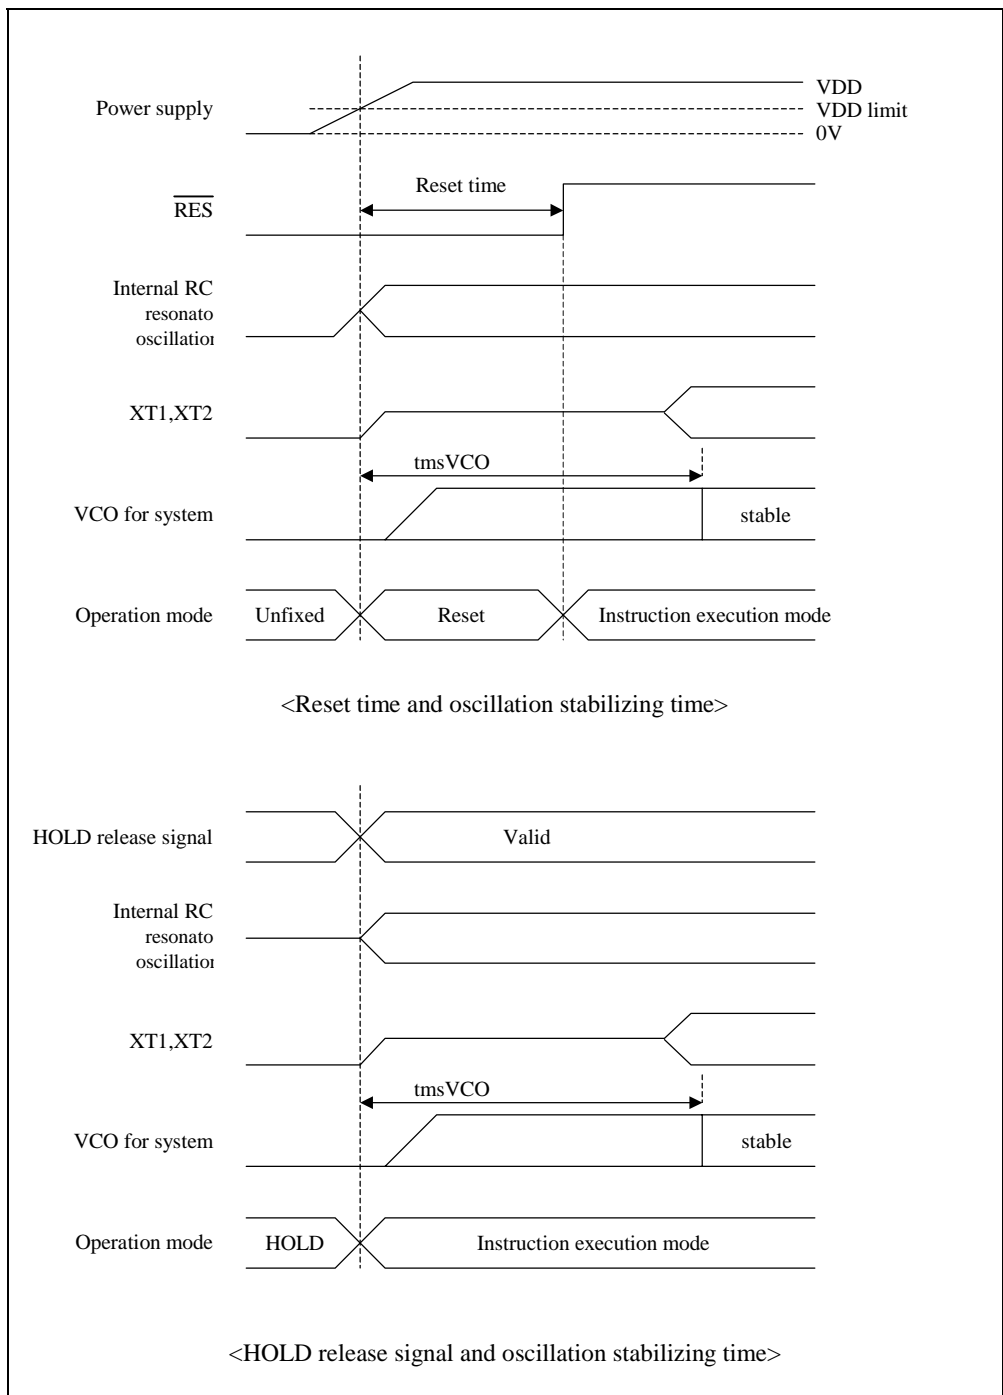 VDD
Power supply
VDD limit
0V
Reset time
RES
Internal RC
resonato
oscillation
XT1,XT2
tmsVCO
VCO for system
stable
Operation mode
Unfixed
Reset
Instruction execution mode
<Reset time and oscillation stabilizing time>
HOLD release signal
Valid
Internal RC
resonato
oscillation
XT1,XT2
tmsVCO
VCO for system
stable
Operation mode
HOLD
Instruction execution mode
<HOLD release signal and oscillation stabilizing time>